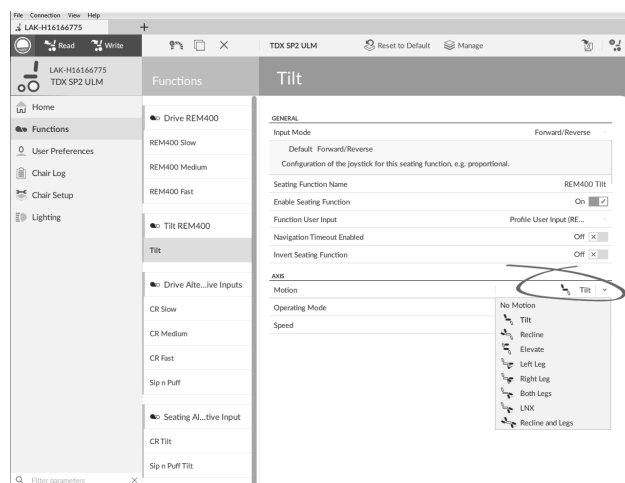 File Connection View Help
LAK-H16166775 +
Read Write TDX SP2 ULM Reset to Default Manage
LAK-H16166775
TDX SP2 ULM
Functions
Tilt
Home
Functions
User Preferences
Chair Log
Chair Setup
Lighting
Filter parameters
Drive REM400
REM400 Slow
REM400 Medium
REM400 Fast
Tilt REM400
Tilt
Drive Alte...ive Inputs
CR Slow
CR Medium
CR Fast
Sip n Puff
Seating Al...tive Input
CR Tilt
Sip n Puff Tilt
GENERAL
Input Mode Forward/Reverse
Default Forward/Reverse
Configuration of the joystick for this seating function, e.g. proportional.
Seating Function Name REM400 Tilt
Enable Seating Function On
Function User Input Profile User Input (RE...
Navigation Timeout Enabled Off
Invert Seating Function Off
AXIS
Motion Tilt
Operating Mode
Speed
No Motion
Tilt
Recline
Elevate
Left Leg
Right Leg
Both Legs
LNX
Recline and Legs